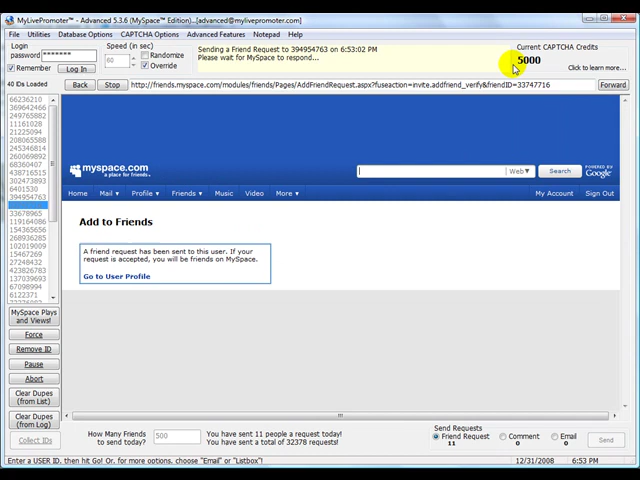 MyLivePromoter™ - Advanced 5.3.6 (MySpace™ Edition)...[advanced@mylivepromoter.com]
File Utilities Database Options CAPTCHA Options Advanced Features Notepad
Login Speed (in sec) Sending a Friend Request to 394954763 on 6:53:02 PM Current CAPTCHA Credits
password ******* 60 Randomize Please wait for MySpace to respond... 5000
Remember Log In Override Click to learn more...
40 IDs Loaded Back Stop http://friends.myspace.com/modules/friends/Pages/AddFriendRequest.aspx?fuseaction=invite.addfriend_verify&friendID=33747716 Forward
66236210
369642466
249765882
11161028
21225094
208085366
245340164
260069892
68360407
438716515
302473893
6401530
394954763
33678965
119164086
154365656
268936285
102019009
15467269
27248432
423826783
137039693
67098994
6122371
myspace.com
a place for friends
Web Search POWERED BY Google
Home Mail Profile Friends Music Video More My Account Sign Out
Add to Friends
A friend request has been sent to this user. If your
request is accepted, you will be friends on MySpace.
Go to User Profile
MySpace Plays
and Views!
Force
Remove ID
Pause
Abort
Clear Dupes
(from List)
Clear Dupes
(from Log)
Collect IDs
How Many Friends
to send today?
500
You have sent 11 people a request today!
You have sent a total of 32378 requests!
Send Requests
Friend Request Comment Email Send
11 0 0
Enter a USER ID, then hit Go! Or, for more options, choose "Email" or "Listbox"! 12/31/2008 6:53 PM